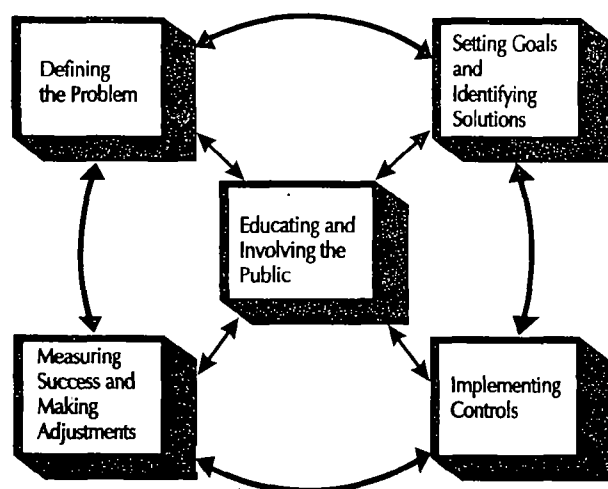 Defining
the Problem
Setting Goals
and
Identifying
Solutions
Educating and
Involving the
Public
Measuring
Success and
Making
Adjustments
Implementing
Controls